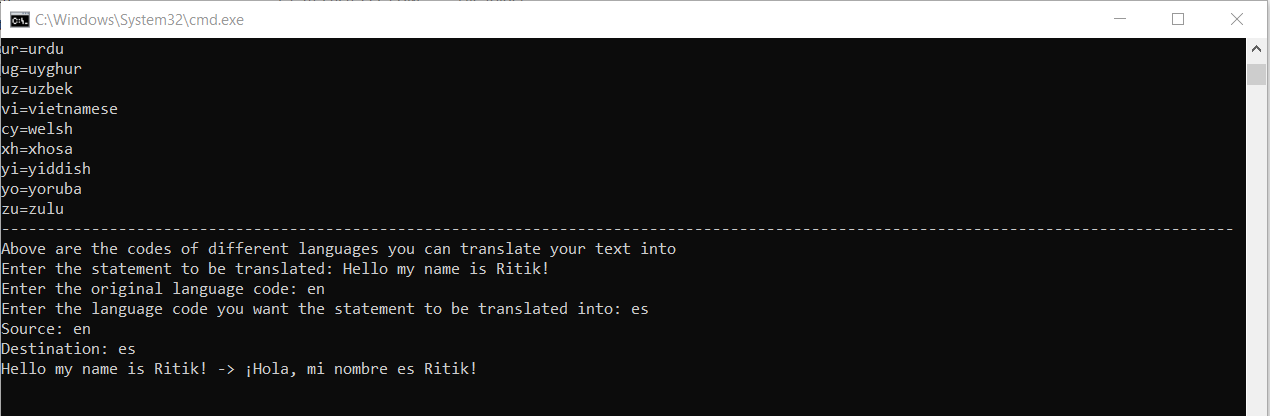 C:\Windows\System32\cmd.exe
ur=urdu
ug=uyghur
uz=uzbek
vi=vietnamese
cy=welsh
xh=xhosa
yi=yiddish
yo=yoruba
zu=zulu
-----------------------------------------------------------------------------------------------------------------------------------------
Above are the codes of different languages you can translate your text into
Enter the statement to be translated: Hello my name is Ritik!
Enter the original language code: en
Enter the language code you want the statement to be translated into: es
Source: en
Destination: es
Hello my name is Ritik! -> ¡Hola, mi nombre es Ritik!